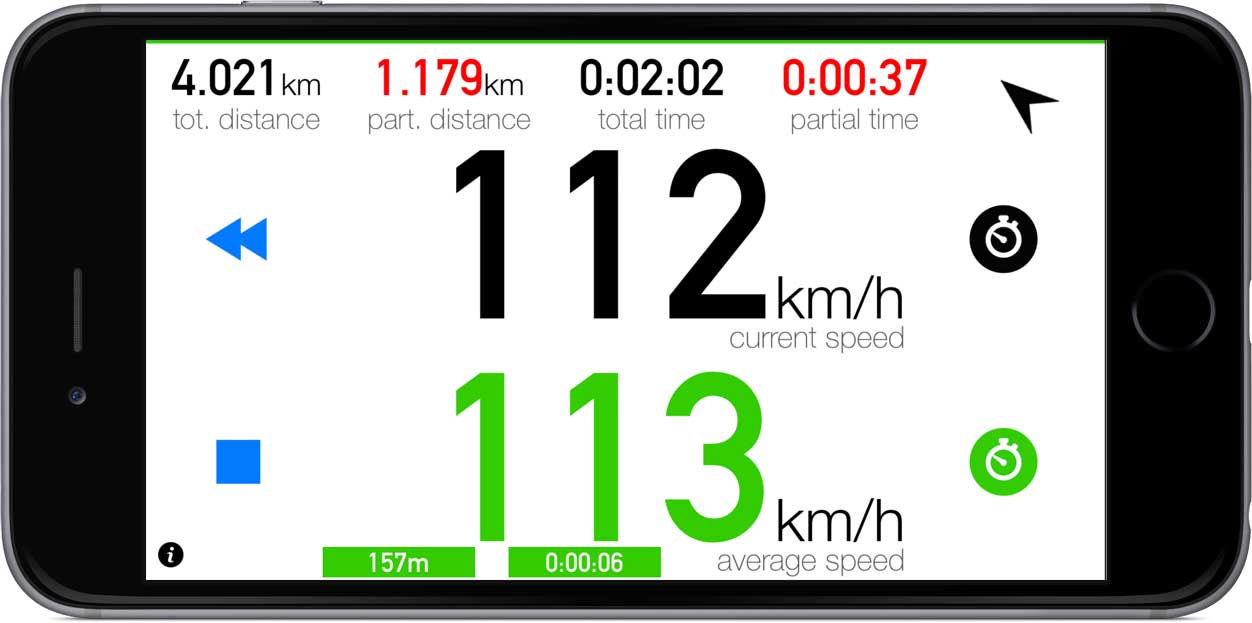 4.021km 1.179km 0:02:02 0:00:37
tot. distance part. distance total time partial time
112km/h
current speed
113km/h
average speed
157m 0:00:06
i